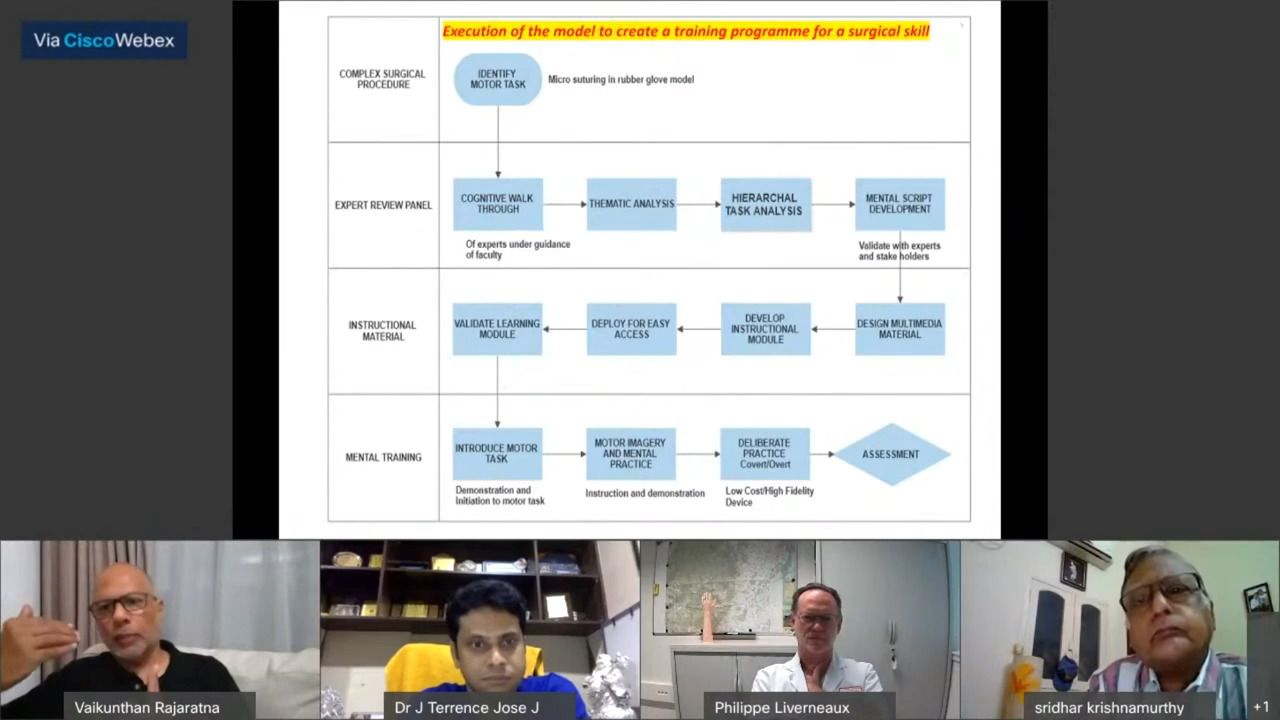 Via CiscoWebex
Execution of the model to create a training programme for a surgical skill
COMPLEX SURGICAL
PROCEDURE
IDENTIFY
MOTOR TASK
Micro suturing in rubber glove model
EXPERT REVIEW PANEL
COGNITIVE WALK
THROUGH
THEMATIC ANALYSIS
HIERARCHAL
TASK ANALYSIS
MENTAL SCRIPT
DEVELOPMENT
Of experts under guidance
of faculty
Validate with experts
and stake holders
INSTRUCTIONAL
MATERIAL
VALIDATE LEARNING
MODULE
DEPLOY FOR EASY
ACCESS
DEVELOP
INSTRUCTIONAL
MODULE
DESIGN MULTIMEDIA
MATERIAL
MENTAL TRAINING
INTRODUCE MOTOR
TASK
MOTOR IMAGERY
AND MENTAL
PRACTICE
DELIBERATE
PRACTICE
Covert/Overt
ASSESSMENT
Demonstration and
Initiation to motor task
Instruction and demonstration
Low Cost/High Fidelity
Device
Vaikunthan Rajaratna
Dr J Terrence Jose J
Philippe Liverneaux
sridhar krishnamurthy
+1